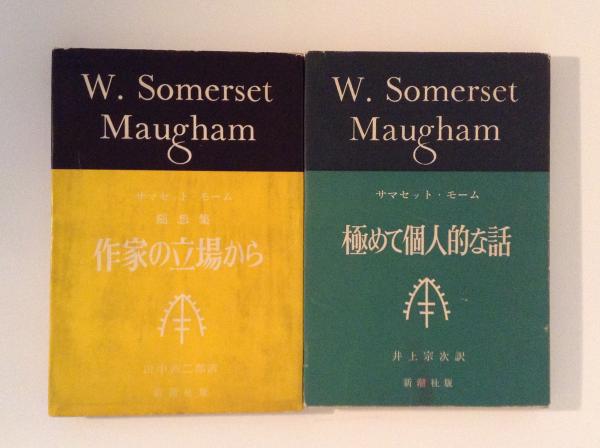 W. Somerset
Maugham
サマセット・モーム
随想集
作家の立場から
新潮社版
W. Somerset
Maugham
サマセット・モーム
極めて個人的な話
井上宗次訳
新潮社版